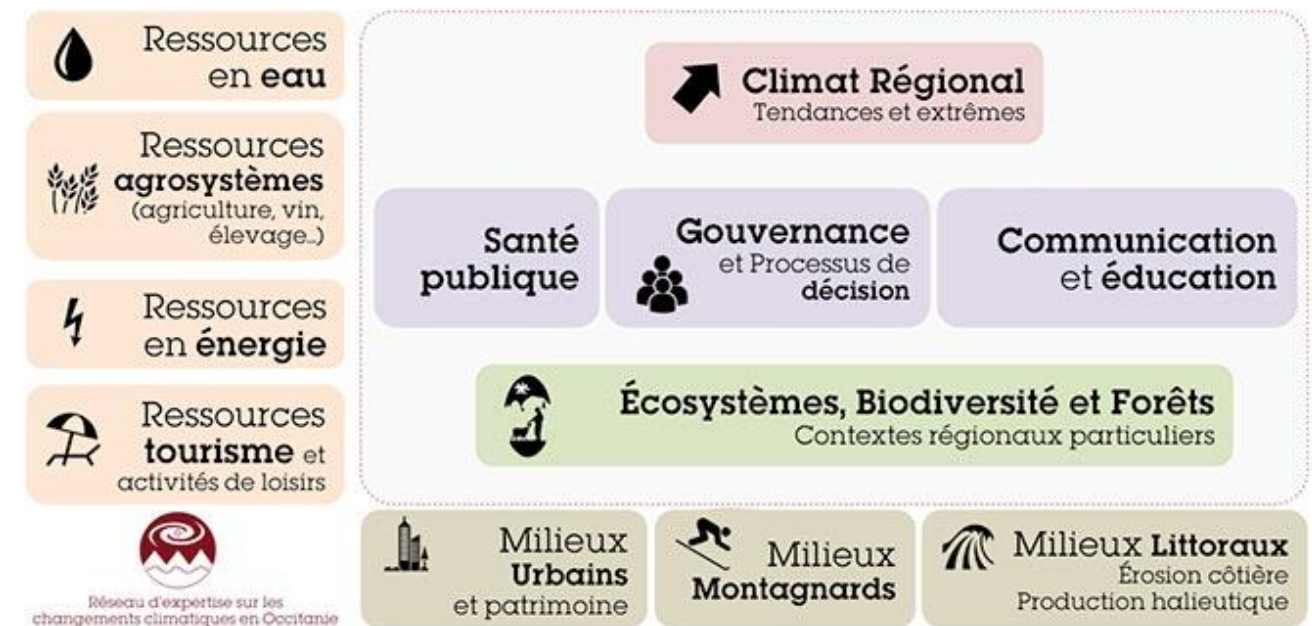 Ressources
en eau
Ressources
agrosystèmes
(agriculture, vin,
élevage...)
Ressources
en énergie
Ressources
tourisme et
activités de loisirs
Climat Régional
Tendances et extrêmes
Santé
publique
Gouvernance
et Processus de
décision
Communication
et éducation
Écosystèmes, Biodiversité et Forêts
Contextes régionaux particuliers
Milieux
Urbains
et patrimoine
Milieux
Montagnards
Milieux Littoraux
Érosion côtière
Production halieutique
Réseau d'expertise sur les
changements climatiques en Occitanie